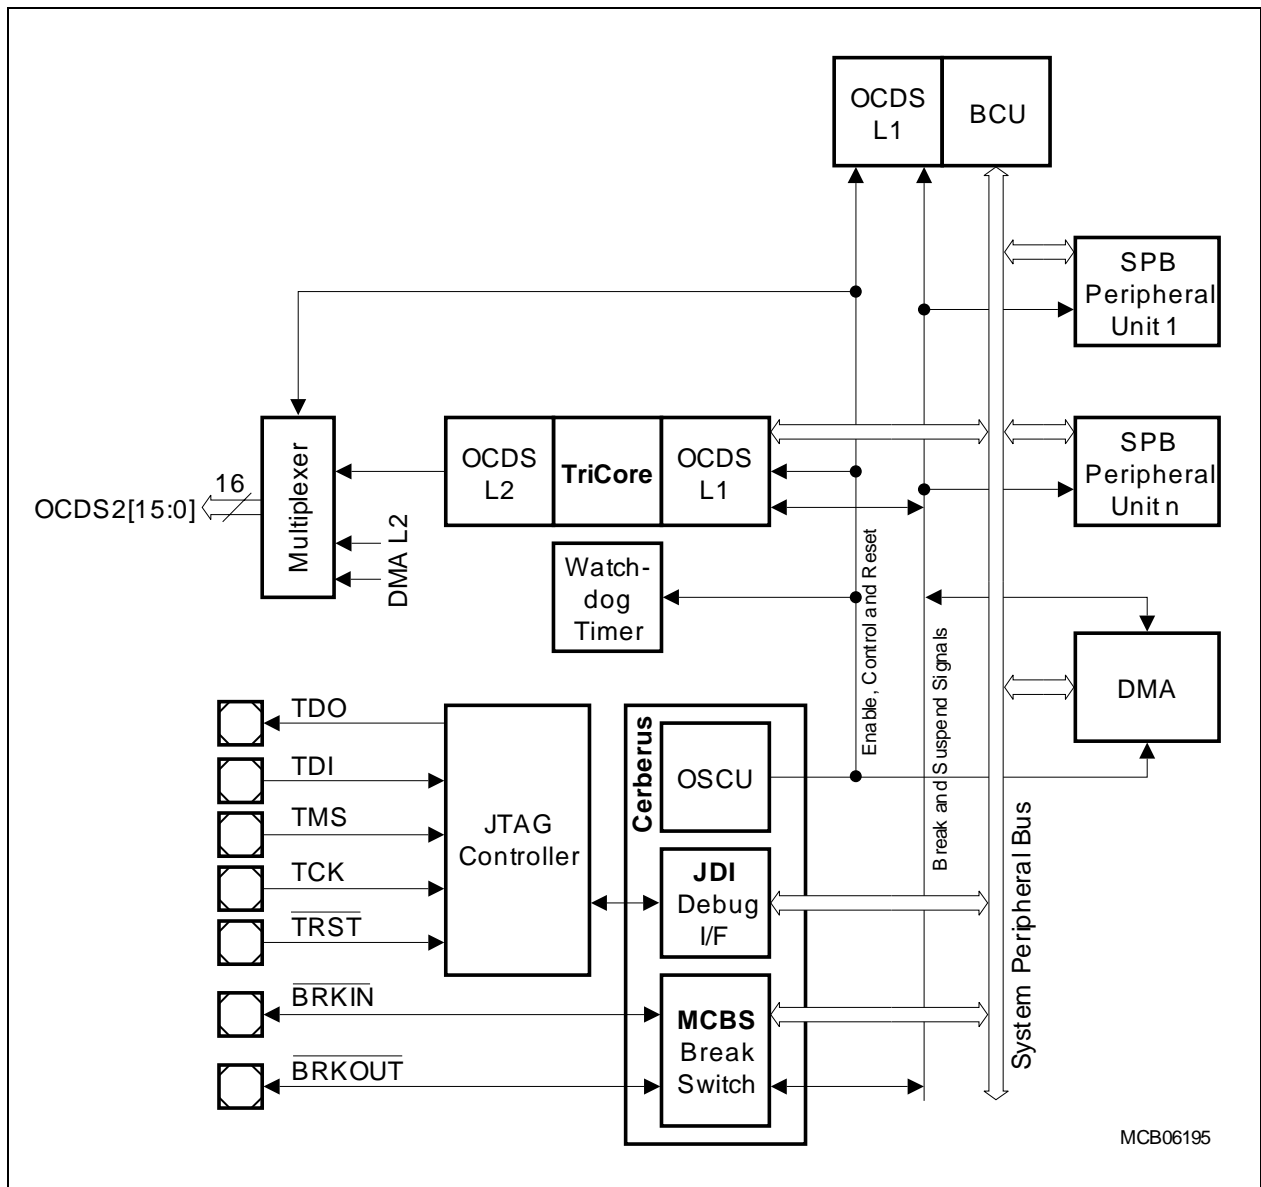 OCDS
L1
BCU
SPB
Peripheral
Unit 1
OCDS
L2
TriCore
OCDS
L1
SPB
Peripheral
Unit n
Multiplexer
16
OCDS2[15:0]
DMA L2
Watch-
dog
Timer
Enable, Control and Reset
Break and Suspend Signals
System Peripheral Bus
DMA
TDO
TDI
TMS
TCK
TRST
BRKIN
BRKOUT
JTAG
Controller
Cerberus
OSCU
JDI
Debug
I/F
MCBS
Break
Switch
MCB06195